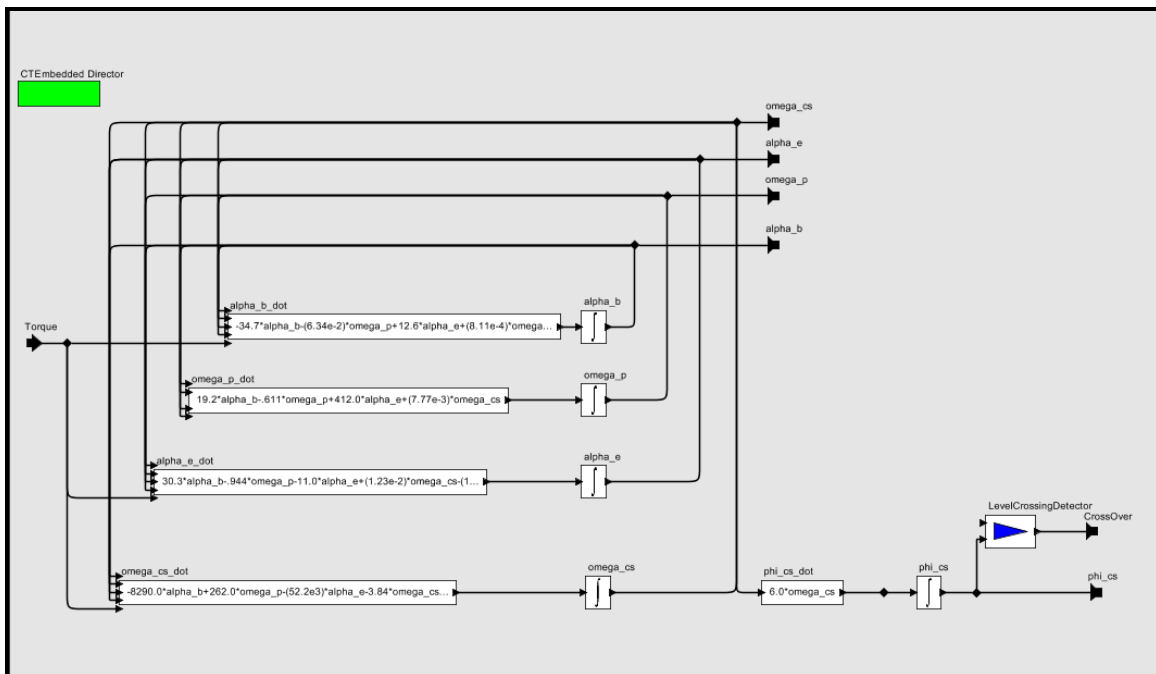 CTEmbedded Director
omega_cs
alpha_e
omega_p
alpha_b
alpha_b_dot
alpha_b
-34.7*alpha_b-(6.34e-2)*omega_p+12.6*alpha_e+(8.11e-4)*omega...
Torque
omega_p_dot
omega_p
19.2*alpha_b-.611*omega_p+412.0*alpha_e+(7.77e-3)*omega_cs
alpha_e_dot
alpha_e
30.3*alpha_b-.944*omega_p-11.0*alpha_e+(1.23e-2)*omega_cs-(1...
LevelCrossingDetector
CrossOver
omega_cs_dot
omega_cs
phi_cs_dot
phi_cs
phi_cs
-8290.0*alpha_b+262.0*omega_p-(52.2e3)*alpha_e-3.84*omega_cs...
6.0*omega_cs